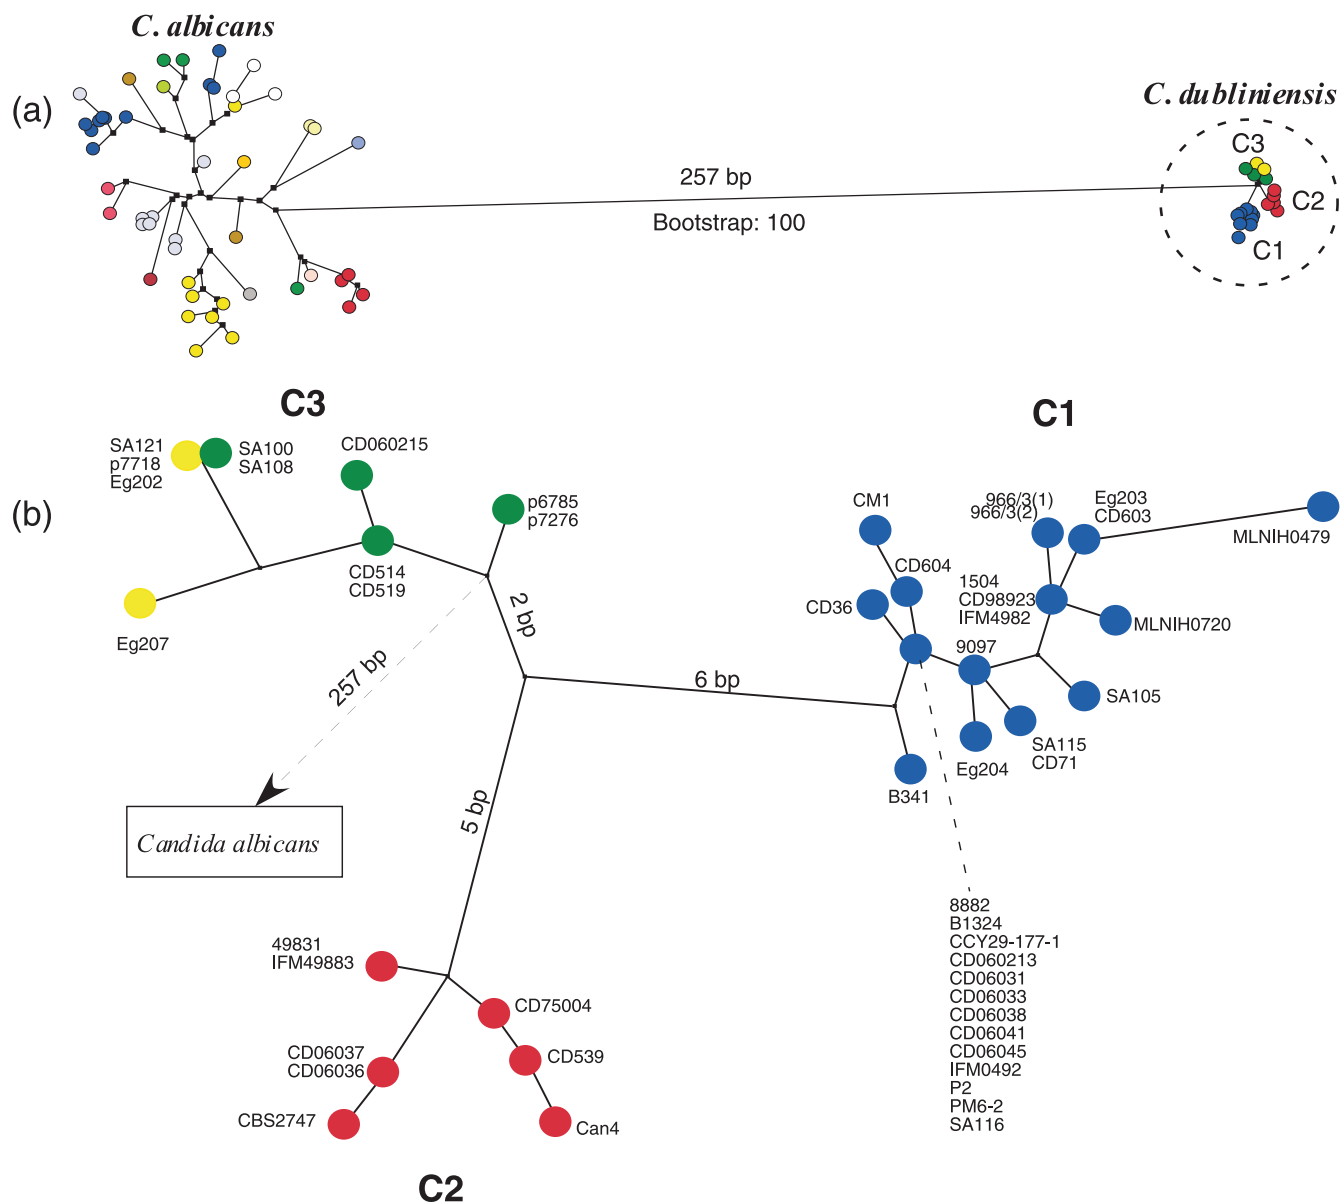 C. albicans
(a)
C. dubliniensis
C3
257 bp
C2
Bootstrap: 100
C1
C3
C1
(b)
SA121
p7718
Eg202
SA100
SA108
CD060215
p6785
p7276
CD514
CD519
Eg207
2 bp
257 bp
6 bp
5 bp
Candida albicans
CM1
966/3(1)
966/3(2)
Eg203
CD603
MLNIH0479
CD604
CD36
1504
CD98923
IFM4982
MLNIH0720
9097
SA105
SA115
CD71
Eg204
B341
8882
B1324
CCY29-177-1
CD060213
CD06031
CD06033
CD06038
CD06041
CD06045
IFM0492
P2
PM6-2
SA116
49831
IFM49883
CD75004
CD06037
CD06036
CD539
CBS2747
Can4
C2